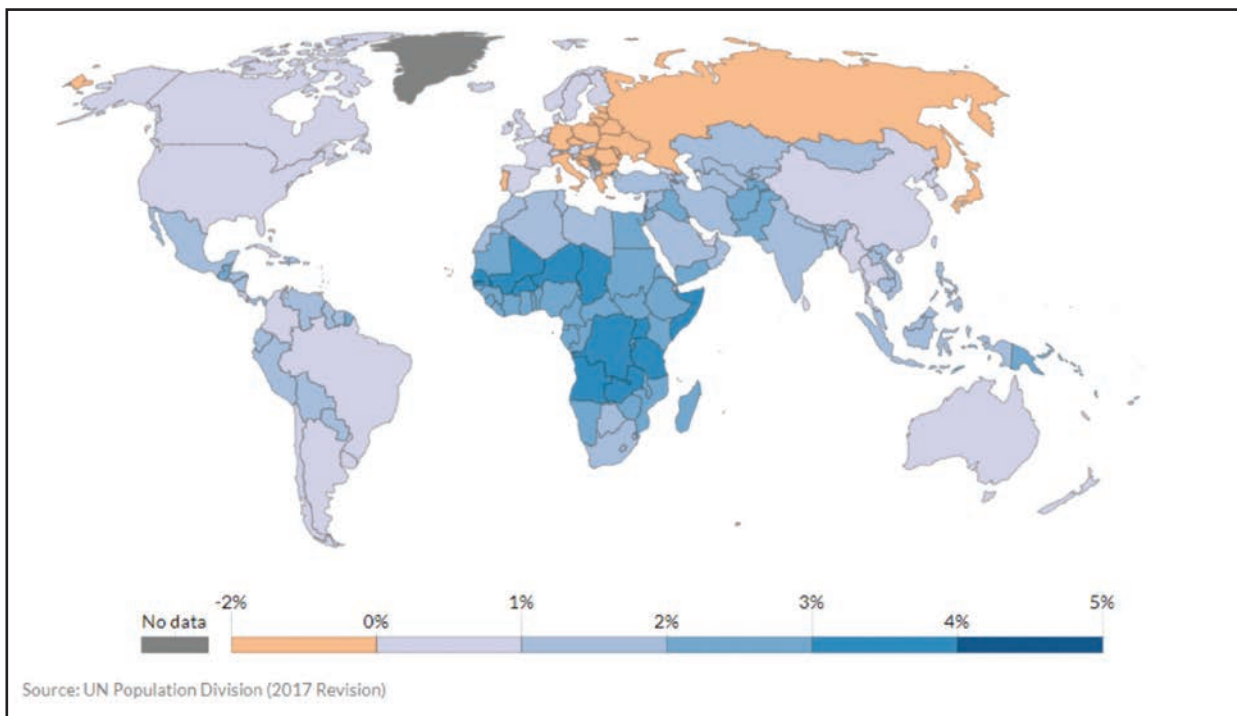 -2% 1% 3% 5%
No data 0% 2% 4%
Source: UN Population Division (2017 Revision)